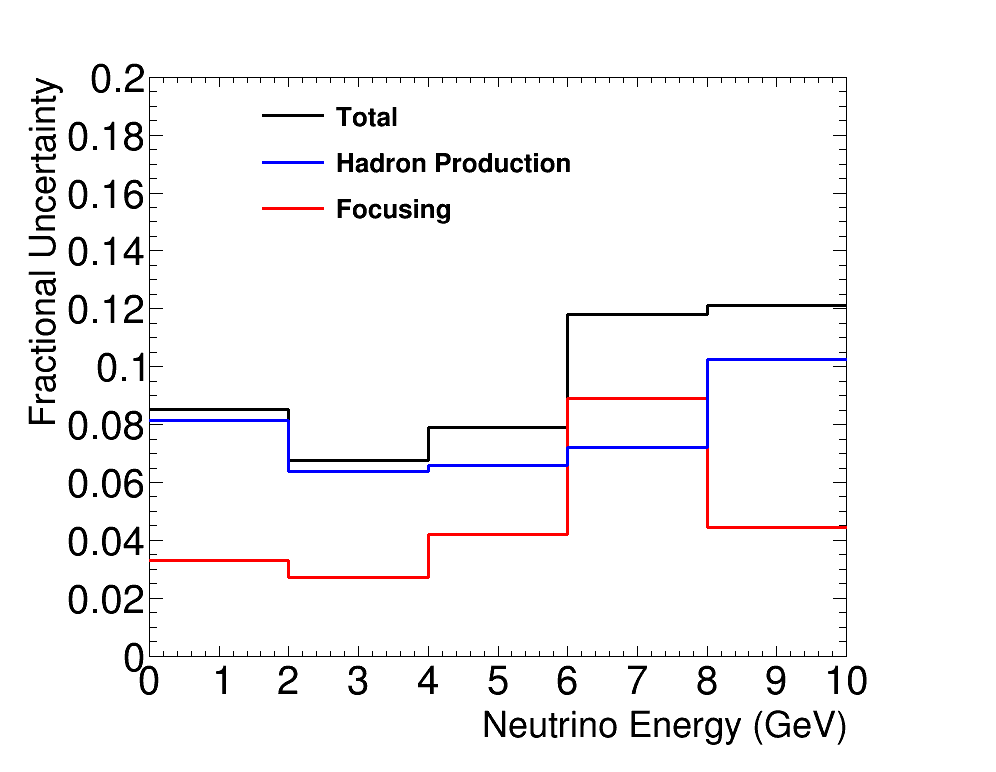 Fractional Uncertainty
0.2
0.18
0.16
0.14
0.12
0.1
0.08
0.06
0.04
0.02
0
Total
Hadron Production
Focusing
0 1 2 3 4 5 6 7 8 9 10
Neutrino Energy (GeV)